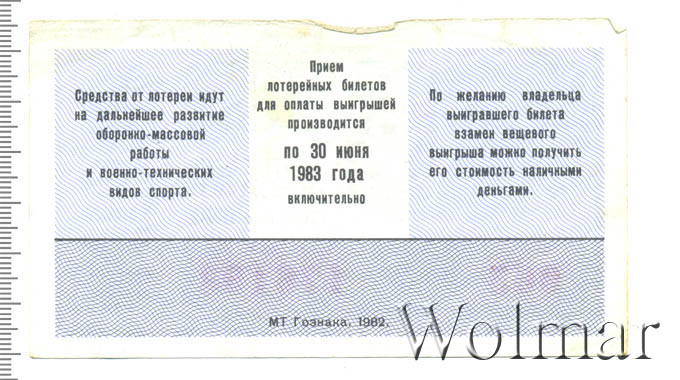 Средства от лотереи идут
на дальнейшее развитие
оборонно-массовой
работы
и военно-технических
видов спорта.
Прием
лотерейных билетов
для оплаты выигрышей
производится
по 30 июня
1983 года
включительно
По желанию владельца
выигравшего билета
взамен вещевого
выигрыша можно получить
его стоимость наличными
деньгами.
МТ Гознака. 1982.
Wolmar